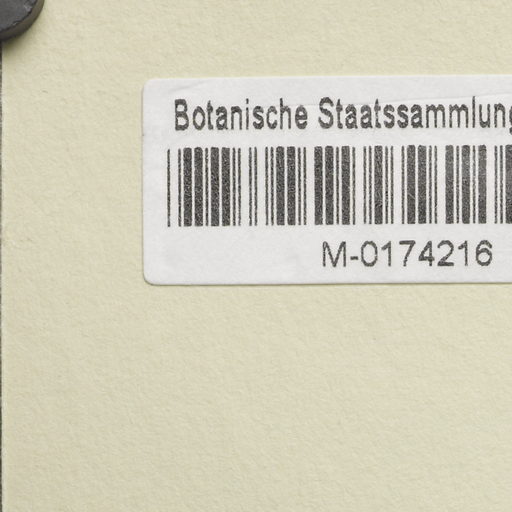 Botanische Staatssammlung
M-0174216